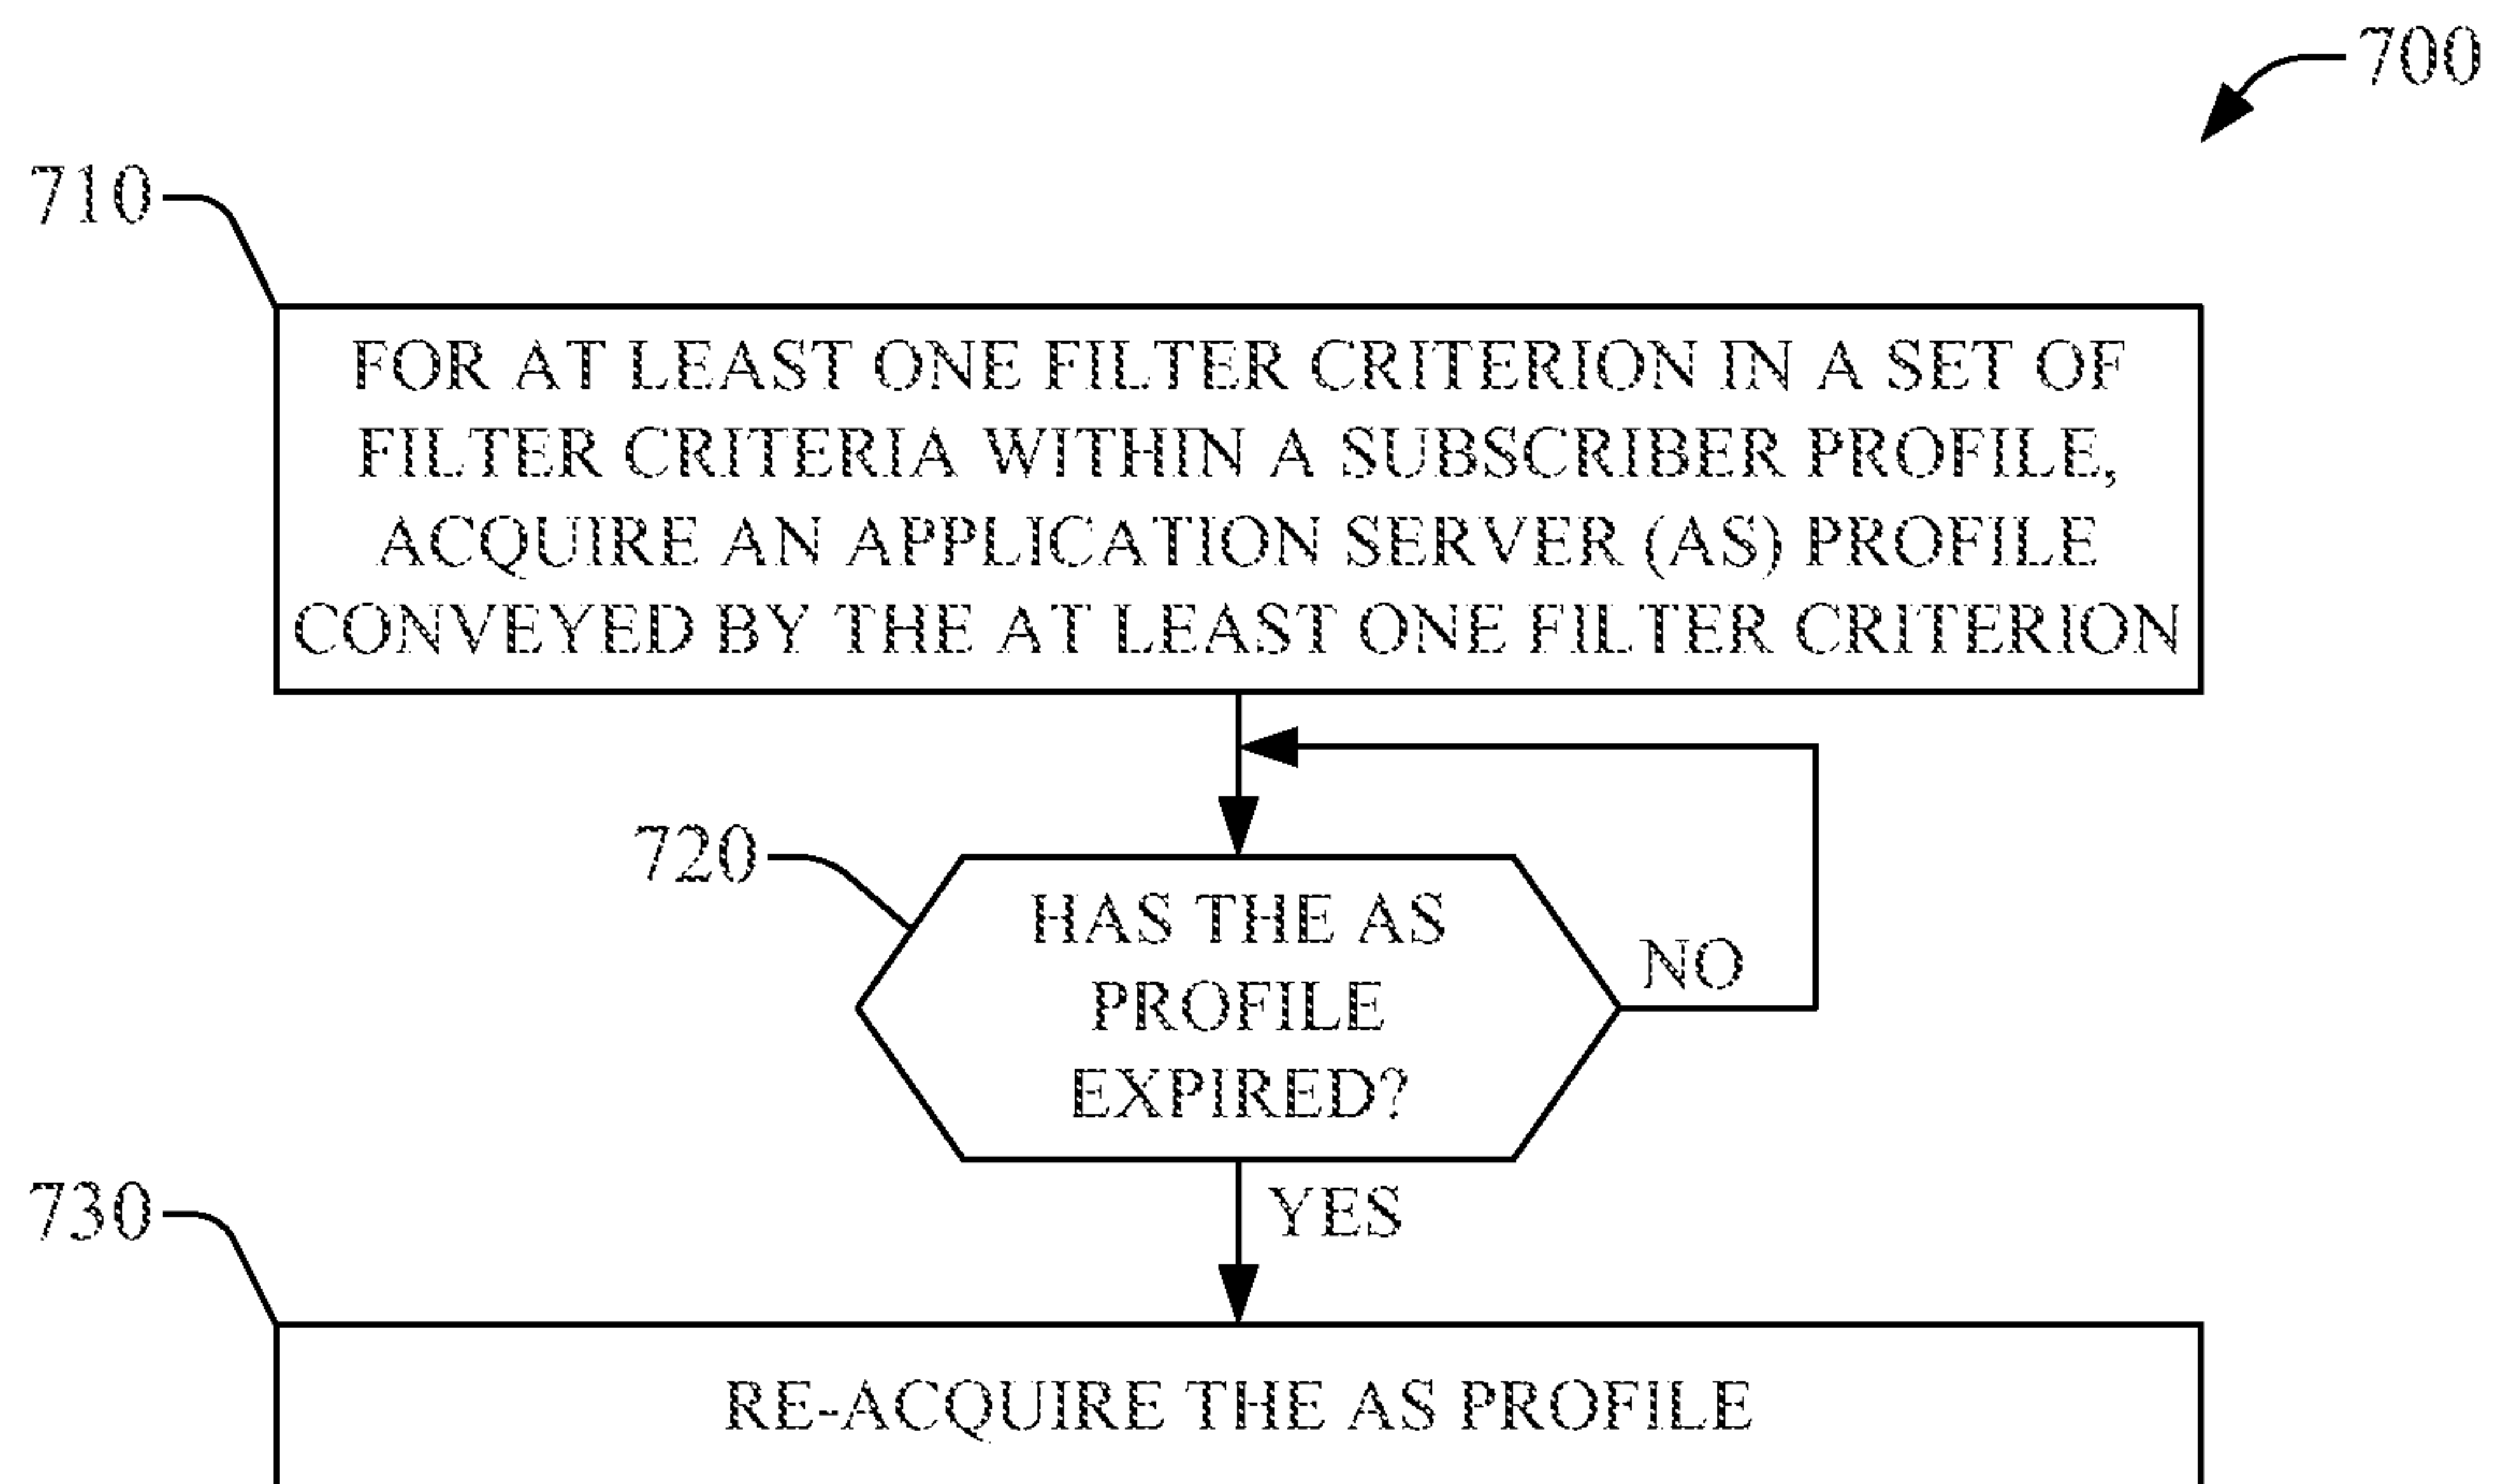 700
710
FOR AT LEAST ONE FILTER CRITERION IN A SET OF
FILTER CRITERIA WITHIN A SUBSCRIBER PROFILE,
ACQUIRE AN APPLICATION SERVER (AS) PROFILE
CONVEYED BY THE AT LEAST ONE FILTER CRITERION
720
HAS THE AS
PROFILE
EXPIRED?
NO
YES
730
RE-ACQUIRE THE AS PROFILE